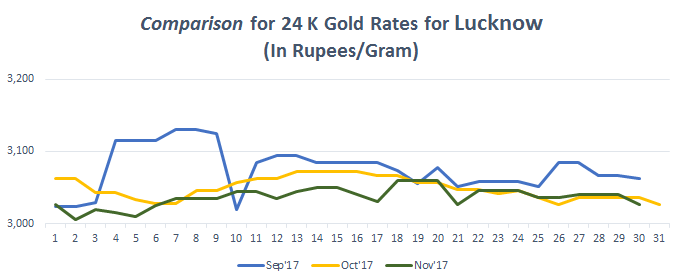 Comparison for 24 K Gold Rates for Lucknow
(In Rupees/Gram)
3,200
3,100
3,000
1 2 3 4 5 6 7 8 9 10 11 12 13 14 15 16 17 18 19 20 21 22 23 24 25 26 27 28 29 30 31
Sep'17 Oct'17 Nov'17